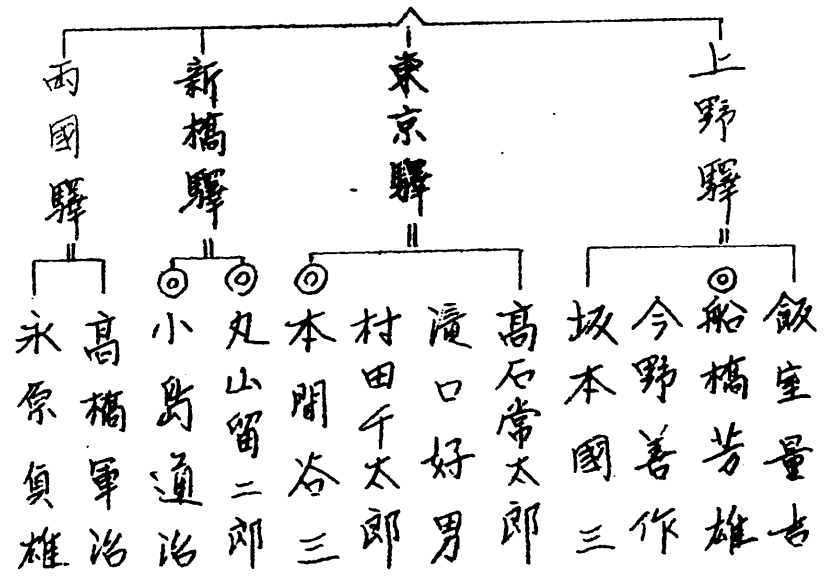 上野驛
東京驛
新橋驛
兩國驛
飯室量吉
◎船橋芳雄
今野善作
坂本國三
高石常太郎
濱口好男
村田千太郎
◎本間谷三
◎丸山留二郎
◎小島道治
高橋軍治
永原貞雄